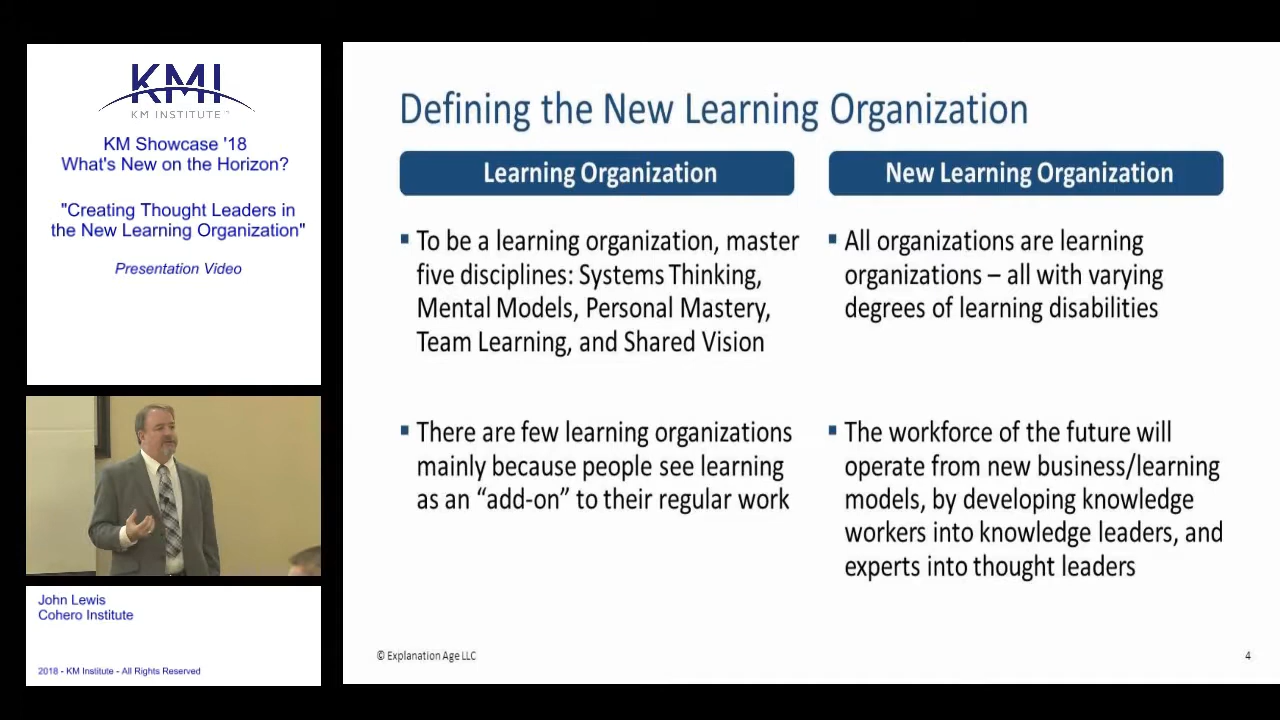 KMI
KM INSTITUTE
KM Showcase '18
What's New on the Horizon?
"Creating Thought Leaders in
the New Learning Organization"
Presentation Video
John Lewis
Cohero Institute
2018 - KM Institute - All Rights Reserved
Defining the New Learning Organization
Learning Organization
▪ To be a learning organization, master
five disciplines: Systems Thinking,
Mental Models, Personal Mastery,
Team Learning, and Shared Vision
▪ There are few learning organizations
mainly because people see learning
as an “add-on” to their regular work
New Learning Organization
▪ All organizations are learning
organizations – all with varying
degrees of learning disabilities
▪ The workforce of the future will
operate from new business/learning
models, by developing knowledge
workers into knowledge leaders, and
experts into thought leaders
© Explanation Age LLC
4